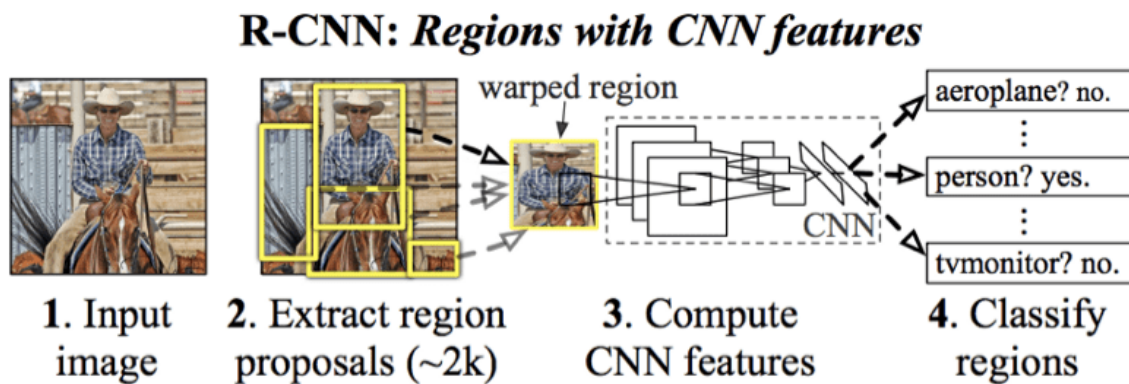 R-CNN: Regions with CNN features
warped region
aeroplane? no.
⋮
person? yes.
⋮
tvmonitor? no.
CNN
1. Input
image
2. Extract region
proposals (~2k)
3. Compute
CNN features
4. Classify
regions